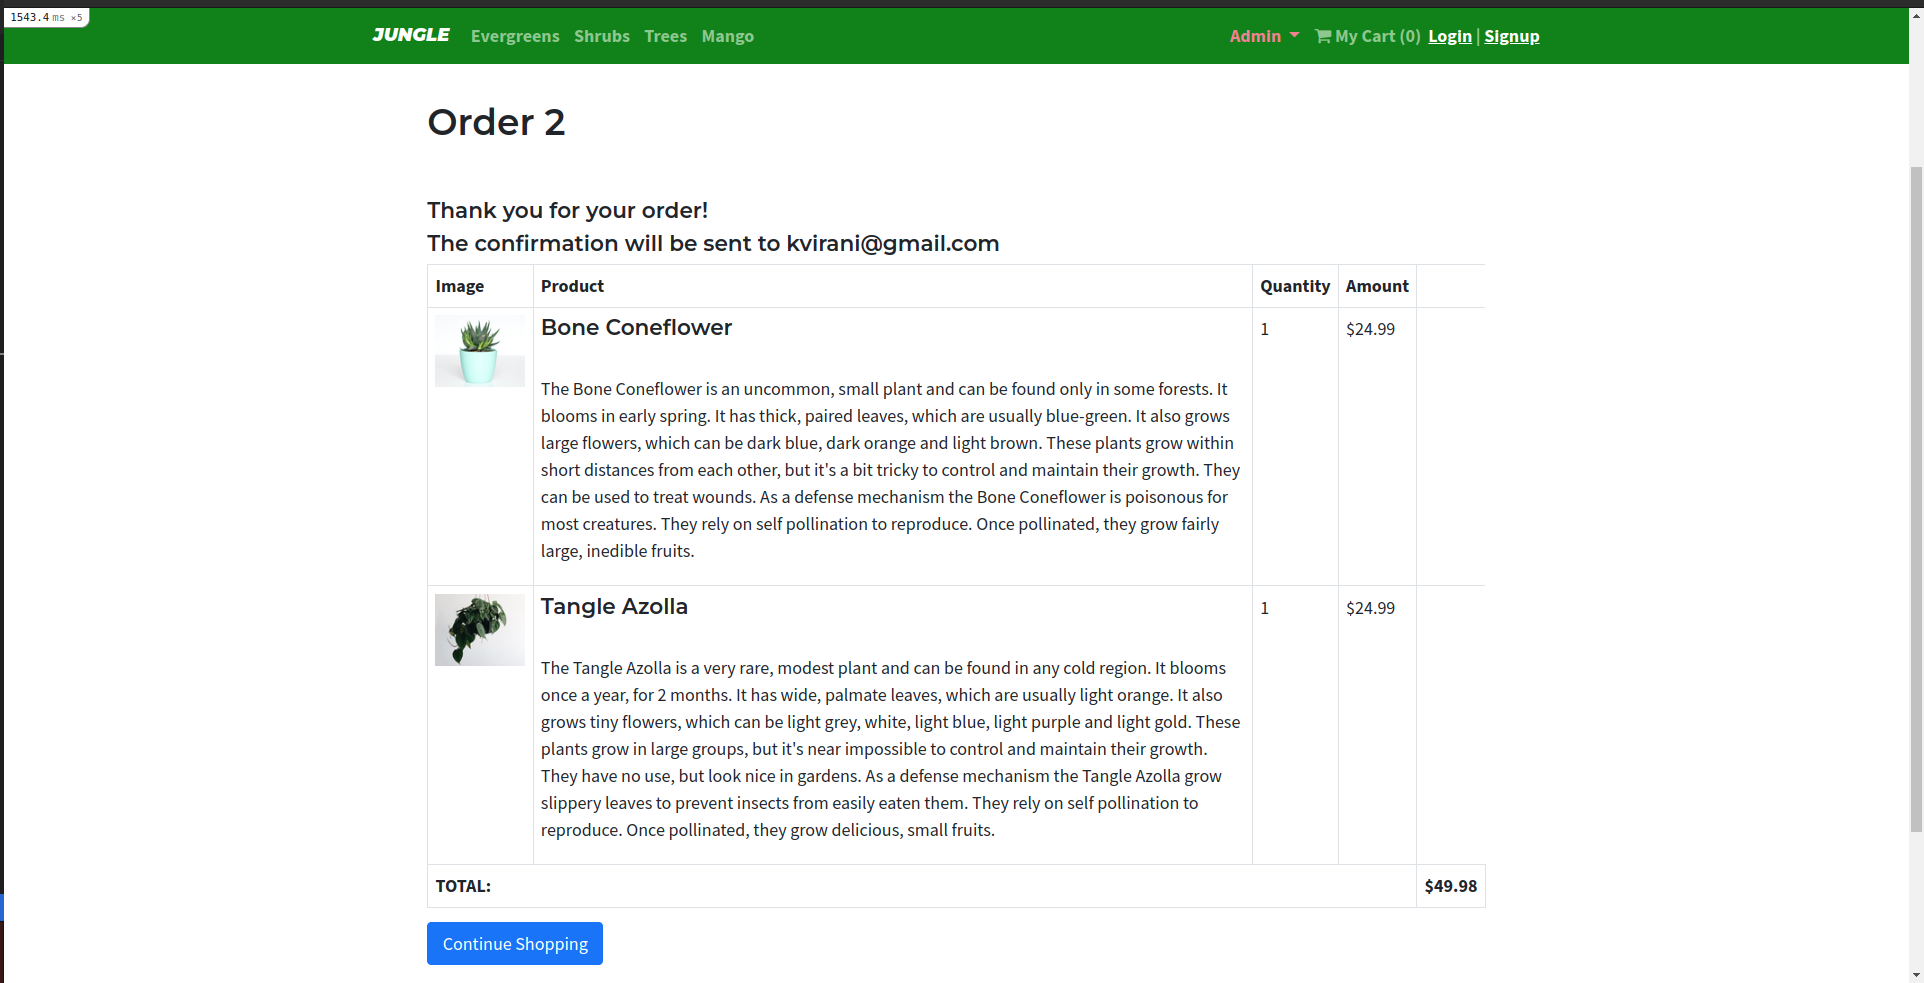 1543.4 ms ×5
JUNGLE Evergreens Shrubs Trees Mango Admin My Cart (0) Login | Signup
Order 2
Thank you for your order!
The confirmation will be sent to kvirani@gmail.com
Image Product Quantity Amount
Bone Coneflower 1 $24.99
The Bone Coneflower is an uncommon, small plant and can be found only in some forests. It
blooms in early spring. It has thick, paired leaves, which are usually blue-green. It also grows
large flowers, which can be dark blue, dark orange and light brown. These plants grow within
short distances from each other, but it's a bit tricky to control and maintain their growth. They
can be used to treat wounds. As a defense mechanism the Bone Coneflower is poisonous for
most creatures. They rely on self pollination to reproduce. Once pollinated, they grow fairly
large, inedible fruits.
Tangle Azolla 1 $24.99
The Tangle Azolla is a very rare, modest plant and can be found in any cold region. It blooms
once a year, for 2 months. It has wide, palmate leaves, which are usually light orange. It also
grows tiny flowers, which can be light grey, white, light blue, light purple and light gold. These
plants grow in large groups, but it's near impossible to control and maintain their growth.
They have no use, but look nice in gardens. As a defense mechanism the Tangle Azolla grow
slippery leaves to prevent insects from easily eaten them. They rely on self pollination to
reproduce. Once pollinated, they grow delicious, small fruits.
TOTAL: $49.98
Continue Shopping